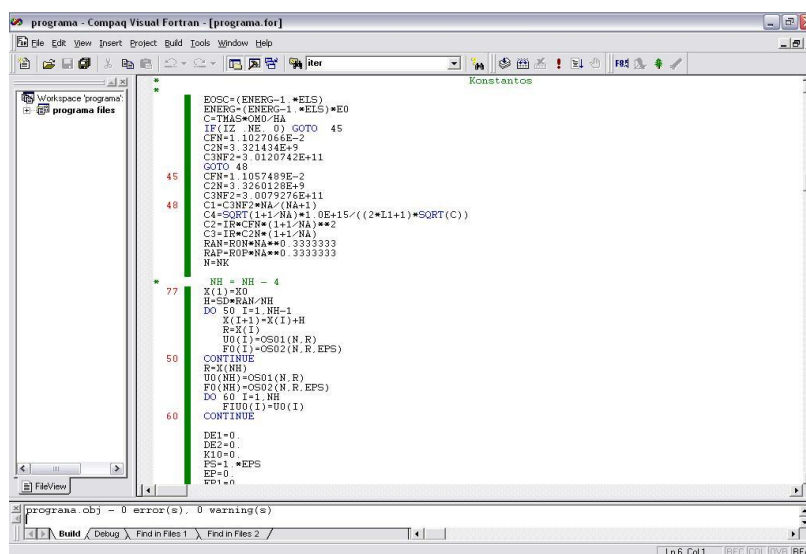 programa - Compaq Visual Fortran - [programa.for]
File Edit View Insert Project Build Tools Window Help
iter
Workspace 'programa':
programa files
* Konstantos
*
EOSC=(ENERG-1.*ELS)
ENERG=(ENERG-1.*ELS)*E0
C=TMAS*OM0/HA
IF(IZ .NE. 0) GOTO 45
CFN=1.1027066E-2
C2N=3.321434E+9
C3NF2=3.0120742E+11
GOTO 48
45 CFN=1.1057489E-2
C2N=3.3260128E+9
C3NF2=3.0079276E+11
48 C1=C3NF2*NA/(NA+1)
C4=SQRT(1+1/NA)*1.0E+15/((2*L1+1)*SQRT(C))
C2=IR*CFN*(1+1/NA)**2
C3=IR*C2N*(1+1/NA)
RAN=R0N*NA**0.3333333
RAP=R0P*NA**0.3333333
N=NK
* NH = NH - 4
77 X(1)=X0
H=SD*RAN/NH
DO 50 I=1,NH-1
X(I+1)=X(I)+H
R=X(I)
U0(I)=OS01(N,R)
F0(I)=OS02(N,R,EPS)
50 CONTINUE
R=X(NH)
U0(NH)=OS01(N,R)
F0(NH)=OS02(N,R,EPS)
DO 60 I=1,NH
FIU0(I)=U0(I)
60 CONTINUE
DE1=0.
DE2=0.
K10=0.
PS=1.*EPS
EP=0.
EP1=0
FileView
programa.obj - 0 error(s), 0 warning(s)
Build Debug Find in Files 1 Find in Files 2
Ln 6, Col 1 REC COL OVR